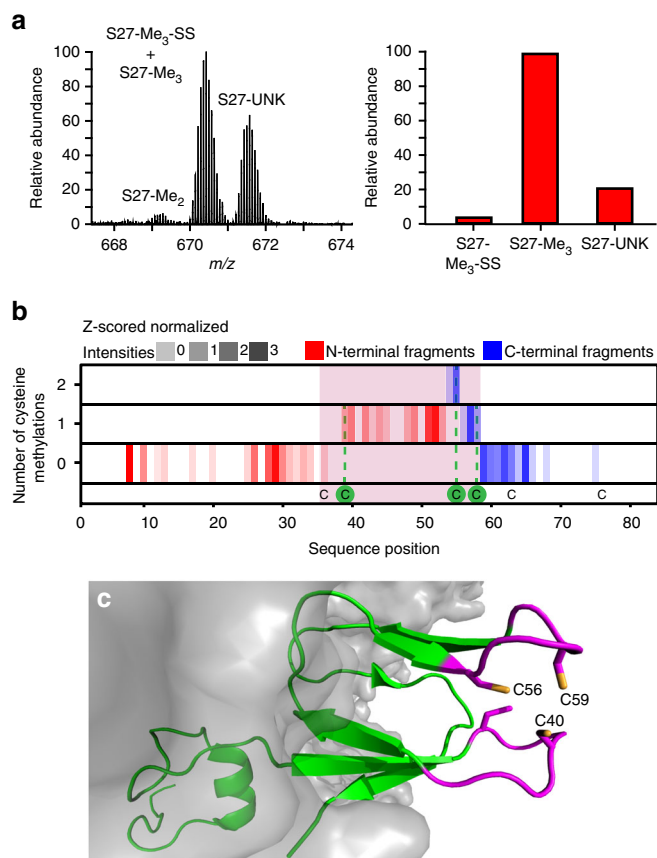 a
S27-Me3-SS
+
S27-Me3
S27-UNK
S27-Me2
Relative abundance
100
80
60
40
20
0
668 670 672 674
m/z
Relative abundance
100
80
60
40
20
0
S27-Me3-SS
S27-Me3
S27-UNK
b
Z-scored normalized
Intensities 0 1 2 3 N-terminal fragments C-terminal fragments
Number of cysteine
methylations
2
1
0
C C C C C C
0 10 20 30 40 50 60 70 80
Sequence position
c
C56
C59
C40